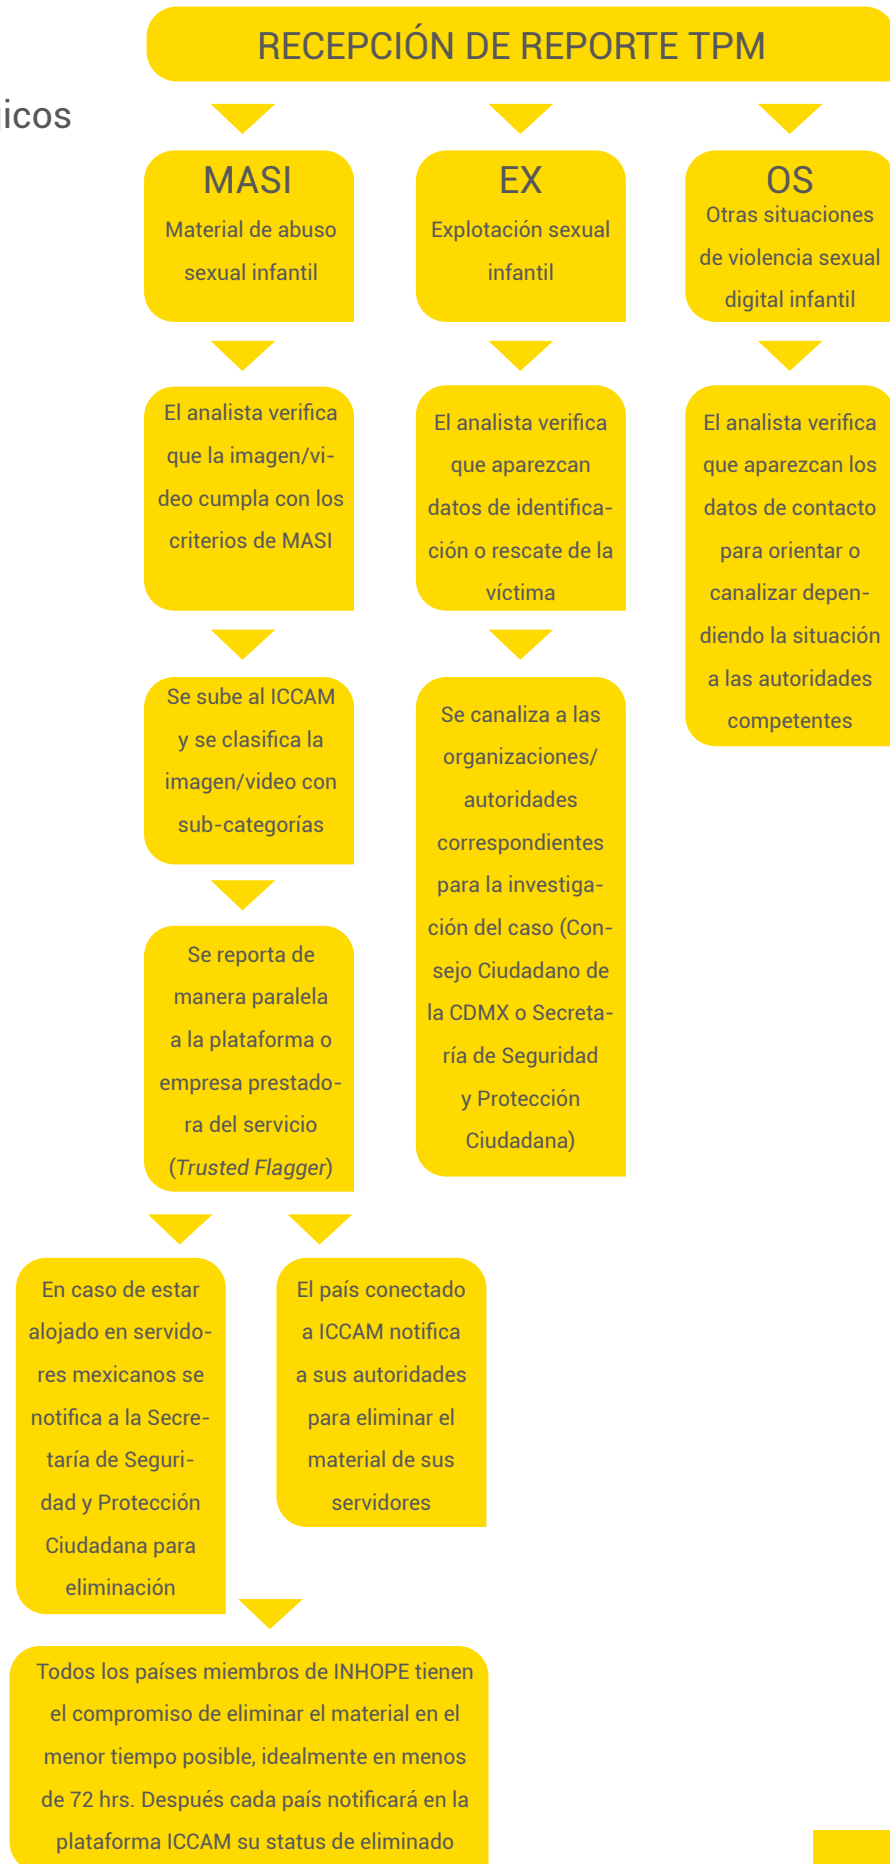 RECEPCIÓN DE REPORTE TPM
MASI
Material de abuso
sexual infantil
El analista verifica
que la imagen/vi-
deo cumpla con los
criterios de MASI
Se sube al ICCAM
y se clasifica la
imagen/video con
sub-categorías
Se reporta de
manera paralela
a la plataforma o
empresa prestado-
ra del servicio
(Trusted Flagger)
En caso de estar
alojado en servido-
res mexicanos se
notifica a la Secre-
taría de Seguri-
dad y Protección
Ciudadana para
eliminación
El país conectado
a ICCAM notifica
a sus autoridades
para eliminar el
material de sus
servidores
Todos los países miembros de INHOPE tienen
el compromiso de eliminar el material en el
menor tiempo posible, idealmente en menos
de 72 hrs. Después cada país notificará en la
plataforma ICCAM su status de eliminado
EX
Explotación sexual
infantil
El analista verifica
que aparezcan
datos de identifica-
ción o rescate de la
víctima
Se canaliza a las
organizaciones/
autoridades
correspondientes
para la investiga-
ción del caso (Con-
sejo Ciudadano de
la CDMX o Secreta-
ría de Seguridad
y Protección
Ciudadana)
OS
Otras situaciones
de violencia sexual
digital infantil
El analista verifica
que aparezcan los
datos de contacto
para orientar o
canalizar depen-
diendo la situación
a las autoridades
competentes